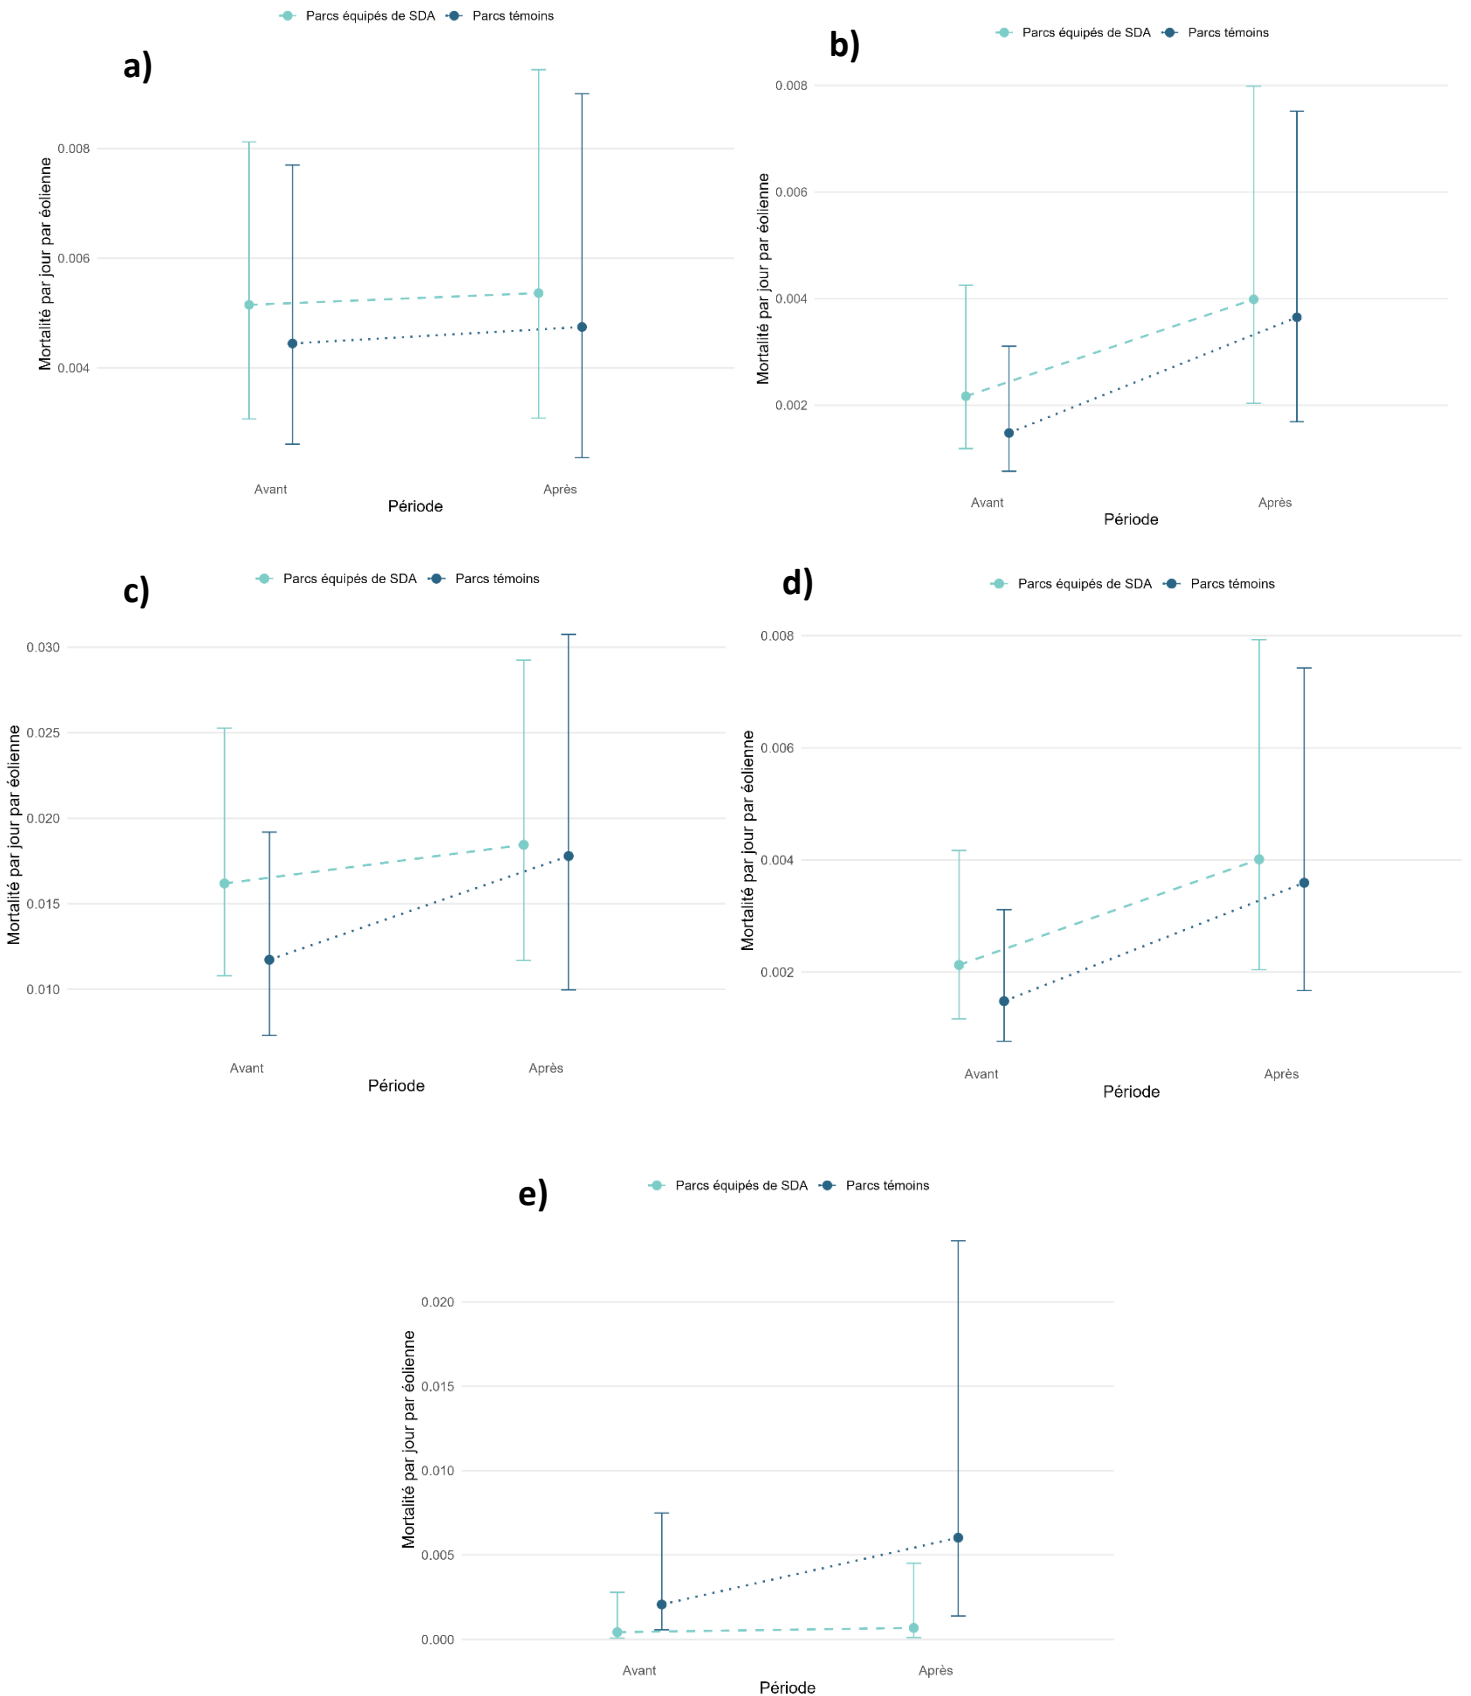 Parcs équipés de SDA Parcs témoins
a)
0.008
0.006
0.004
Mortalité par jour par éolienne
Avant Après
Période
Parcs équipés de SDA Parcs témoins
b)
0.008
0.006
0.004
0.002
Mortalité par jour par éolienne
Avant Après
Période
Parcs équipés de SDA Parcs témoins
c)
0.030
0.025
0.020
0.015
0.010
Mortalité par jour par éolienne
Avant Après
Période
Parcs équipés de SDA Parcs témoins
d)
0.008
0.006
0.004
0.002
Mortalité par jour par éolienne
Avant Après
Période
Parcs équipés de SDA Parcs témoins
e)
0.020
0.015
0.010
0.005
0.000
Mortalité par jour par éolienne
Avant Après
Période